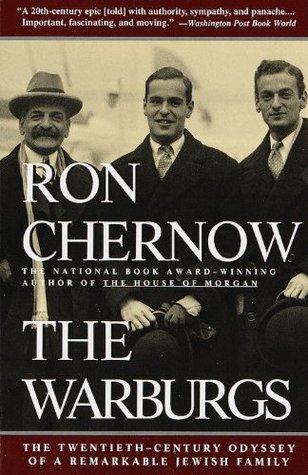 “A 20th-century epic [told] with authority, sympathy, and panache....
Important, fascinating, and moving.” —Washington Post Book World
RON
CHERNOW
THE NATIONAL BOOK AWARD–WINNING
AUTHOR OF THE HOUSE OF MORGAN
THE
WARBURGS
THE TWENTIETH–CENTURY ODYSSEY
OF A REMARKABLE JEWISH FAMILY